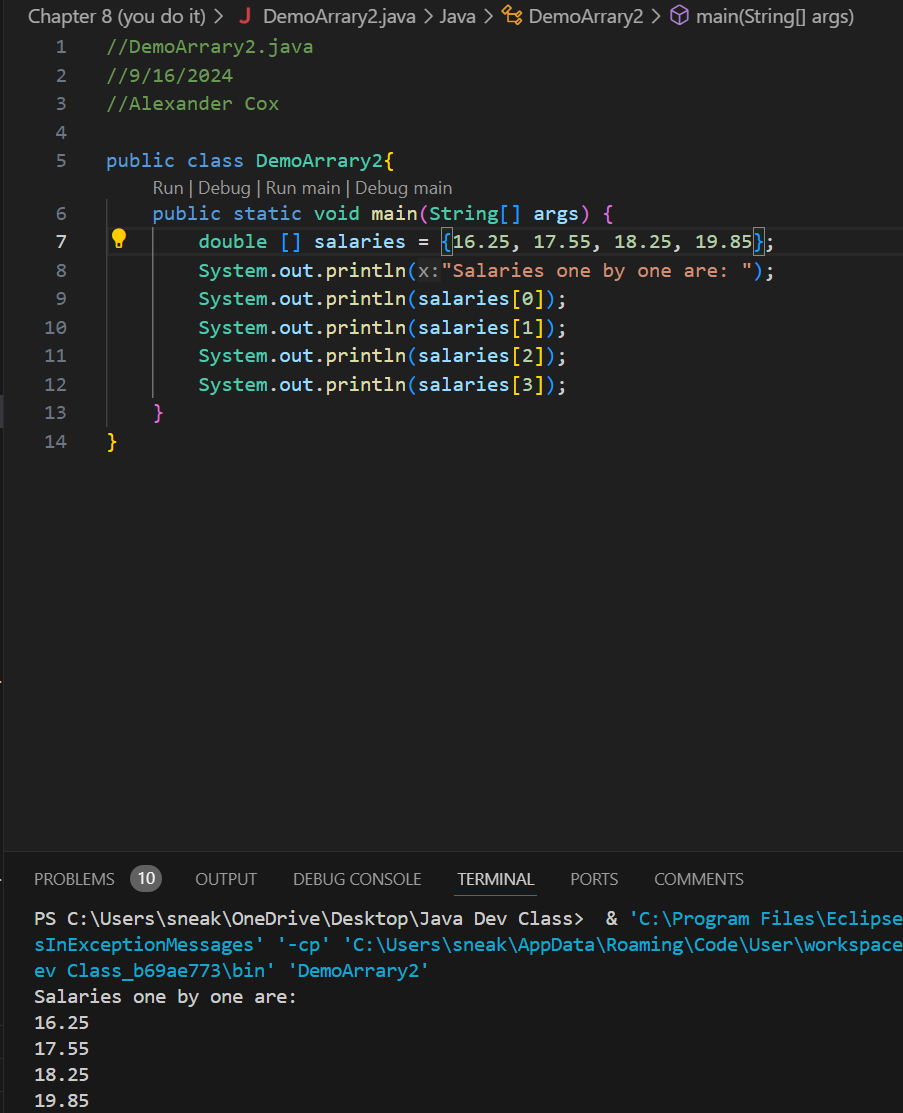 Chapter 8 (you do it) > J DemoArrary2.java > Java > DemoArrary2 > main(String[] args)
1 //DemoArrary2.java
2 //9/16/2024
3 //Alexander Cox
4
5 public class DemoArrary2{
Run | Debug | Run main | Debug main
6 public static void main(String[] args) {
7 double [] salaries = {16.25, 17.55, 18.25, 19.85};
8 System.out.println(x:"Salaries one by one are: ");
9 System.out.println(salaries[0]);
10 System.out.println(salaries[1]);
11 System.out.println(salaries[2]);
12 System.out.println(salaries[3]);
13 }
14 }
PROBLEMS 10 OUTPUT DEBUG CONSOLE TERMINAL PORTS COMMENTS
PS C:\Users\sneak\OneDrive\Desktop\Java Dev Class> & 'C:\Program Files\Eclipse
sInExceptionMessages' '-cp' 'C:\Users\sneak\AppData\Roaming\Code\User\workspace
ev Class_b69ae773\bin' 'DemoArrary2'
Salaries one by one are:
16.25
17.55
18.25
19.85